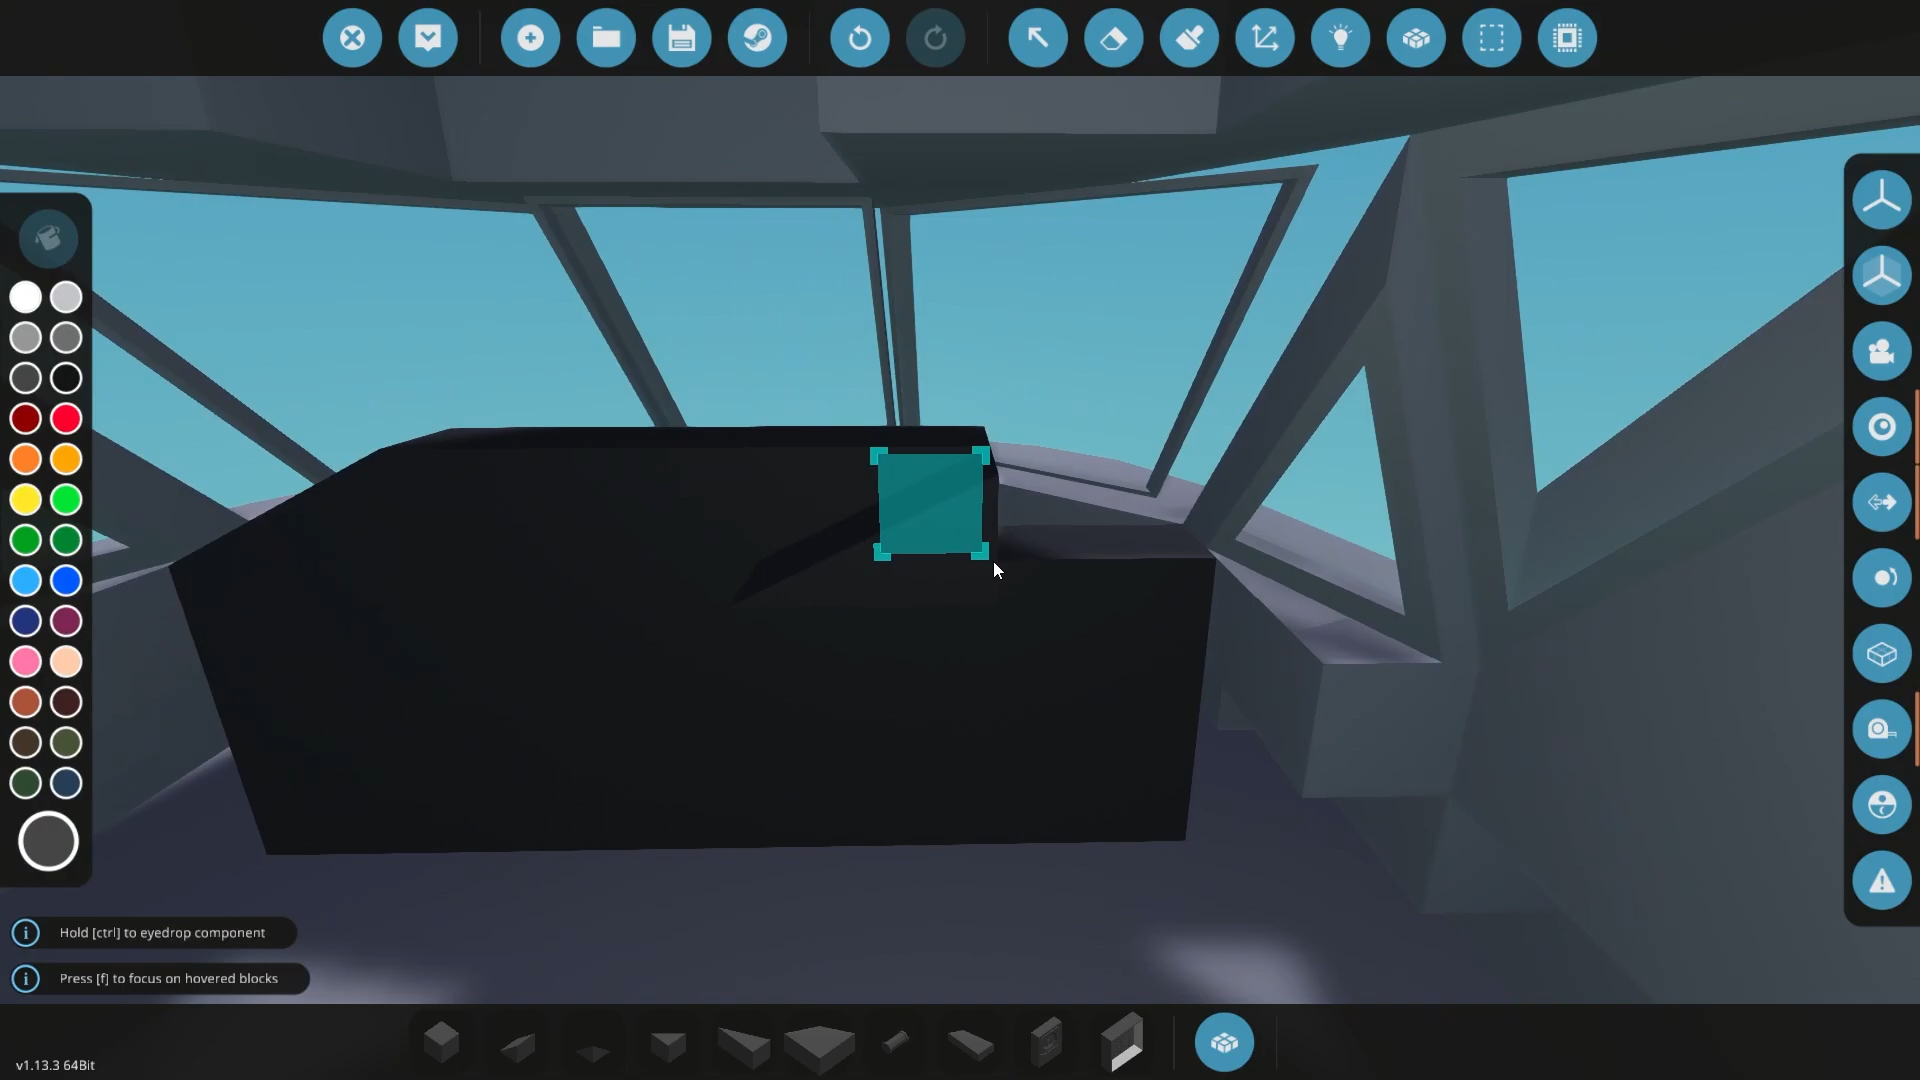 Hold [ctrl] to eyedrop component
Press [f] to focus on hovered blocks
v1.13.3 64Bit